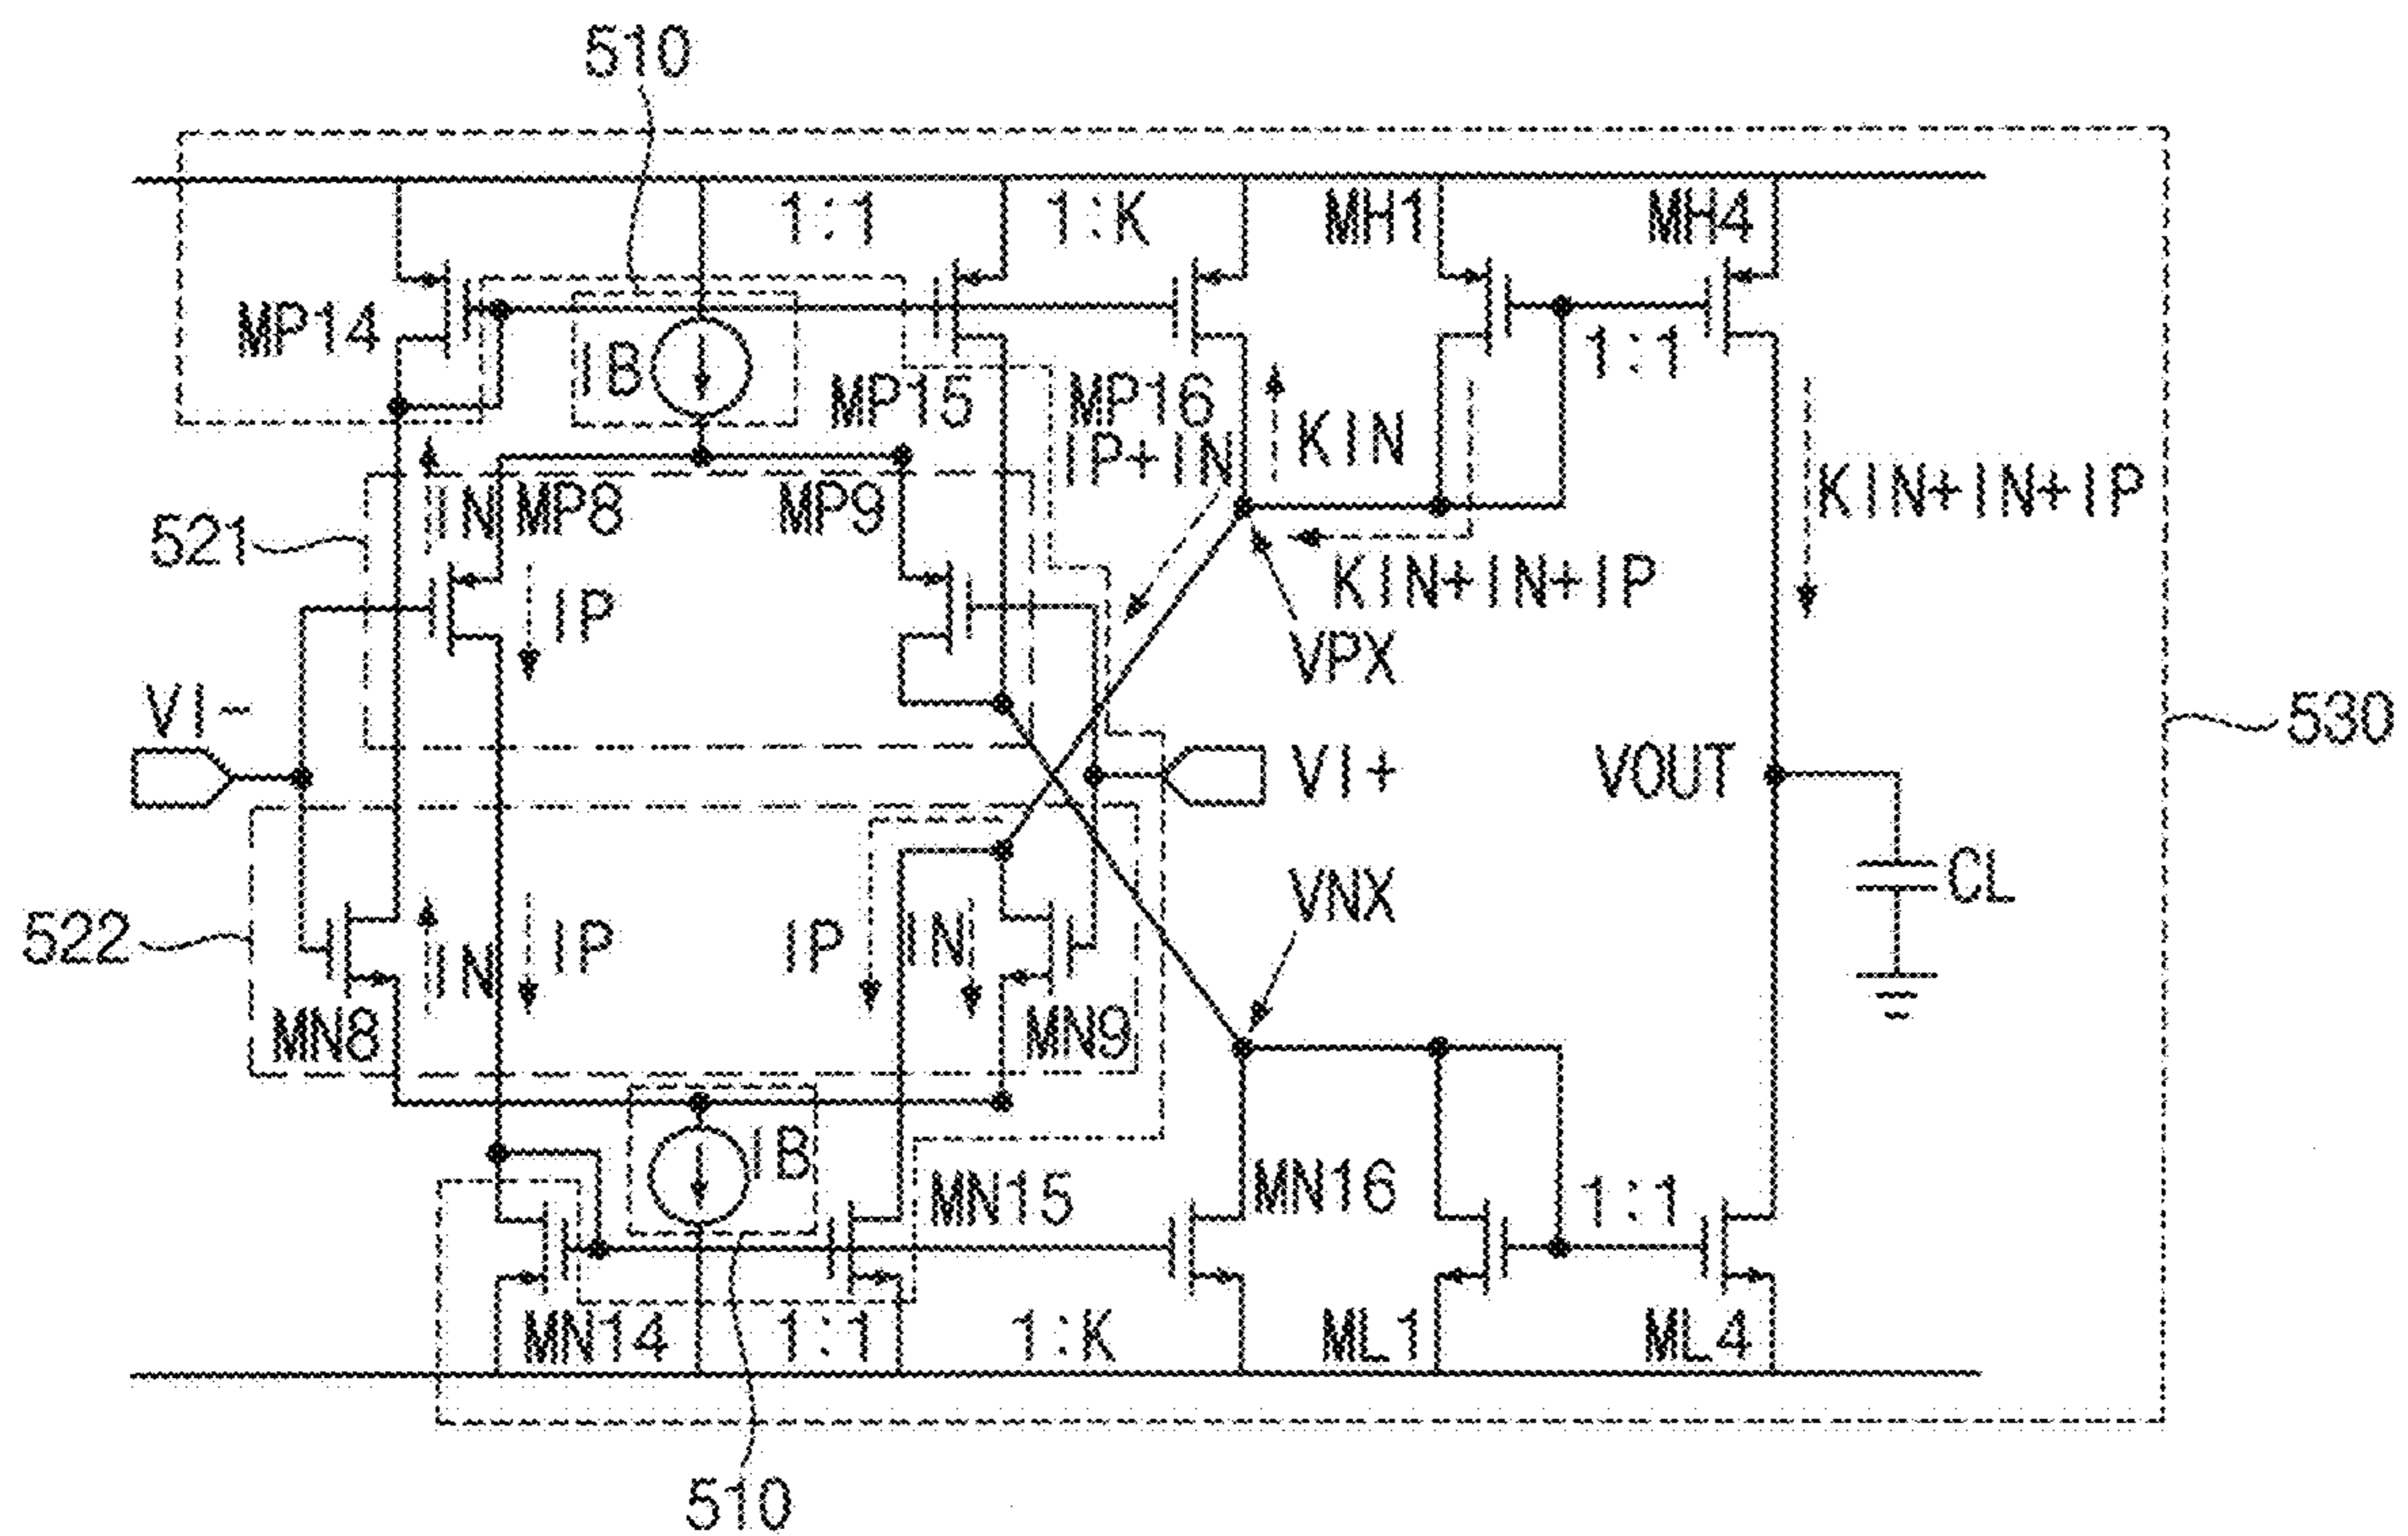 510
1:1
1:K
MH1
MH4
MP14
IB
MP15
MP16
1:1
IP+IN
KIN
KIN+IN+IP
521
IN
MP8
MP9
IP
KIN+IN+IP
VPX
VI-
VI+
VOUT
530
522
IN
IP
IP
IN
VNX
CL
MN8
MN9
IB
MN15
MN16
1:1
MN14
1:1
1:K
ML1
ML4
510